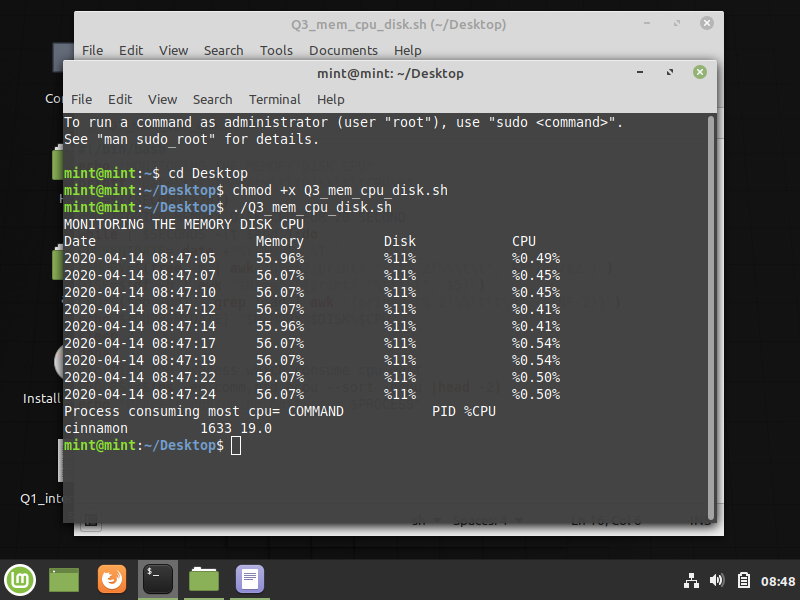 Q3_mem_cpu_disk.sh (~/Desktop)
File Edit View Search Tools Documents Help
mint@mint: ~/Desktop
File Edit View Search Terminal Help
To run a command as administrator (user "root"), use "sudo <command>".
See "man sudo_root" for details.
mint@mint:~$ cd Desktop
mint@mint:~/Desktop$ chmod +x Q3_mem_cpu_disk.sh
mint@mint:~/Desktop$ ./Q3_mem_cpu_disk.sh
MONITORING THE MEMORY DISK CPU
Date Memory Disk CPU
2020-04-14 08:47:05 55.96% %11% %0.49%
2020-04-14 08:47:07 56.07% %11% %0.45%
2020-04-14 08:47:10 56.07% %11% %0.45%
2020-04-14 08:47:12 56.07% %11% %0.41%
2020-04-14 08:47:14 55.96% %11% %0.41%
2020-04-14 08:47:17 56.07% %11% %0.54%
2020-04-14 08:47:19 56.07% %11% %0.54%
2020-04-14 08:47:22 56.07% %11% %0.50%
2020-04-14 08:47:24 56.07% %11% %0.50%
Process consuming most cpu= COMMAND PID %CPU
cinnamon 1633 19.0
mint@mint:~/Desktop$
Install
Q1_int
08:48